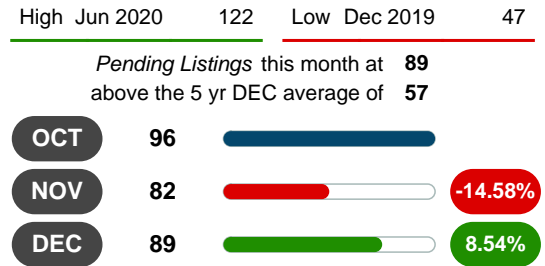 High Jun 2020 122 Low Dec 2019 47
Pending Listings this month at 89
above the 5 yr DEC average of 57
OCT 96
NOV 82 -14.58%
DEC 89 8.54%